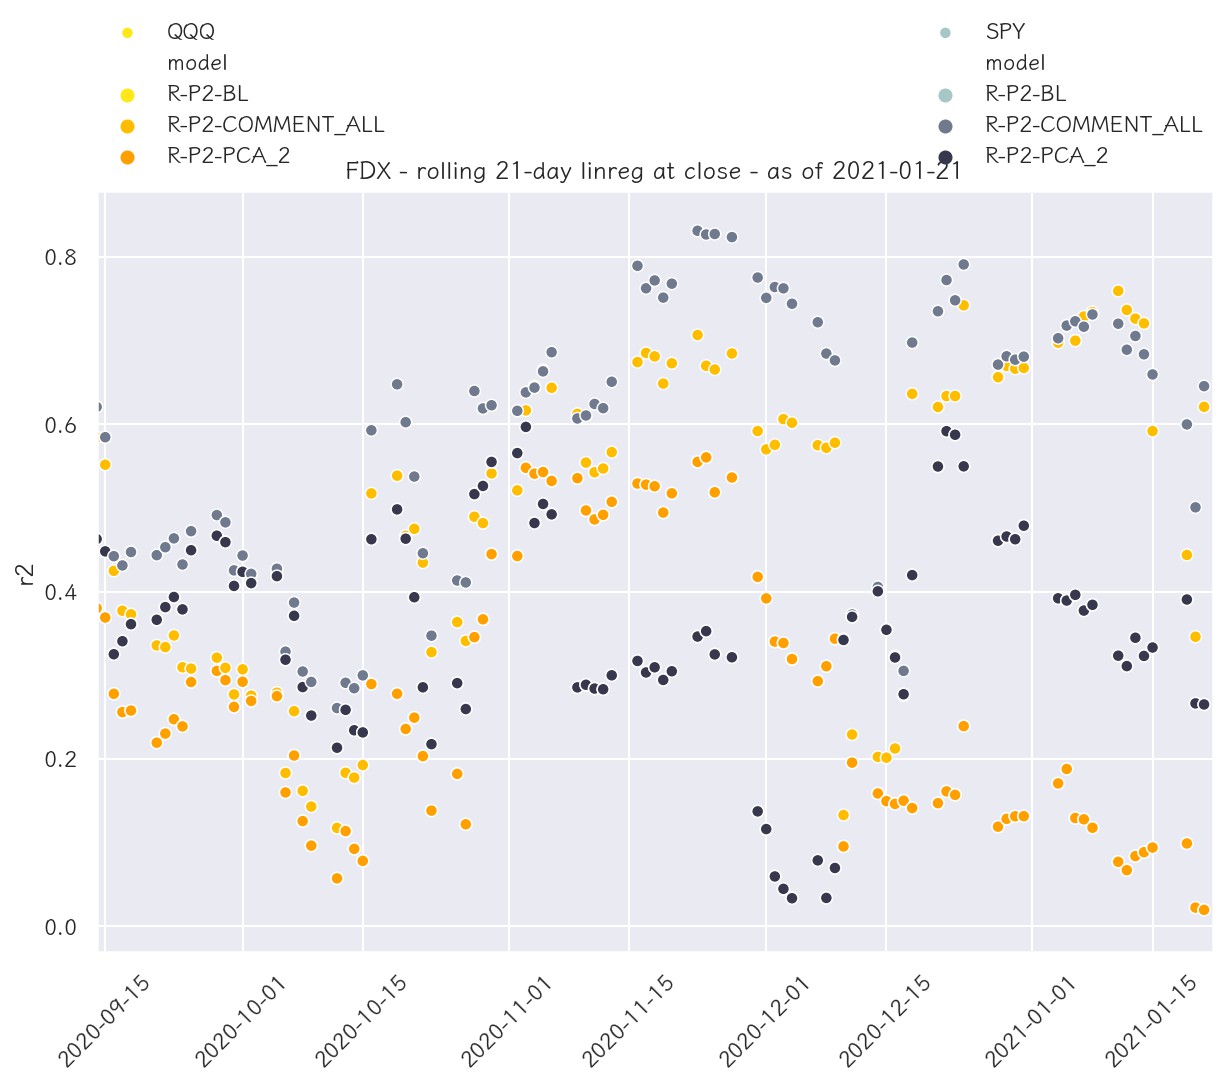 QQQ
model
R-P2-BL
R-P2-COMMENT_ALL
R-P2-PCA_2
SPY
model
R-P2-BL
R-P2-COMMENT_ALL
R-P2-PCA_2
FDX - rolling 21-day linreg at close - as of 2021-01-21
r2
0.8
0.6
0.4
0.2
0.0
2020-09-15
2020-10-01
2020-10-15
2020-11-01
2020-11-15
2020-12-01
2020-12-15
2021-01-01
2021-01-15